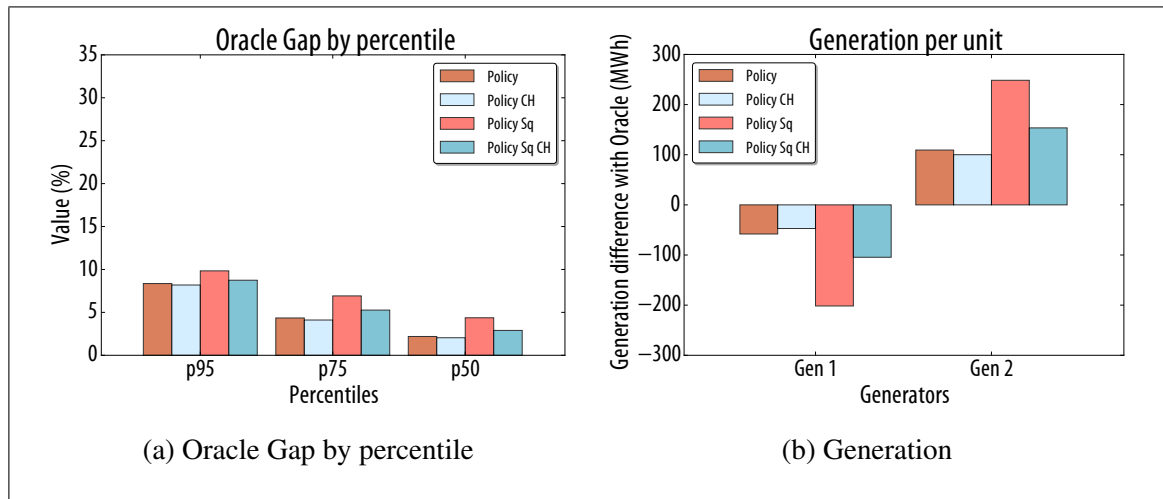 Oracle Gap by percentile
35
30
25
20
15
10
5
0
Value (%)
Policy
Policy CH
Policy Sq
Policy Sq CH
p95 p75 p50
Percentiles
(a) Oracle Gap by percentile
Generation per unit
300
200
100
0
−100
−200
−300
Generation difference with Oracle (MWh)
Policy
Policy CH
Policy Sq
Policy Sq CH
Gen 1 Gen 2
Generators
(b) Generation